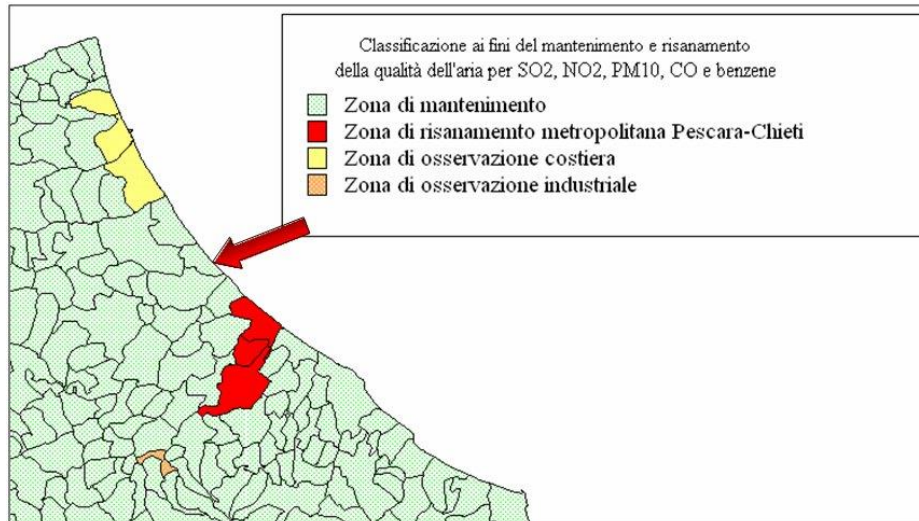 Classificazione ai fini del mantenimento e risanamento
della qualità dell'aria per SO2, NO2, PM10, CO e benzene
Zona di mantenimento
Zona di risanamemto metropolitana Pescara-Chieti
Zona di osservazione costiera
Zona di osservazione industriale